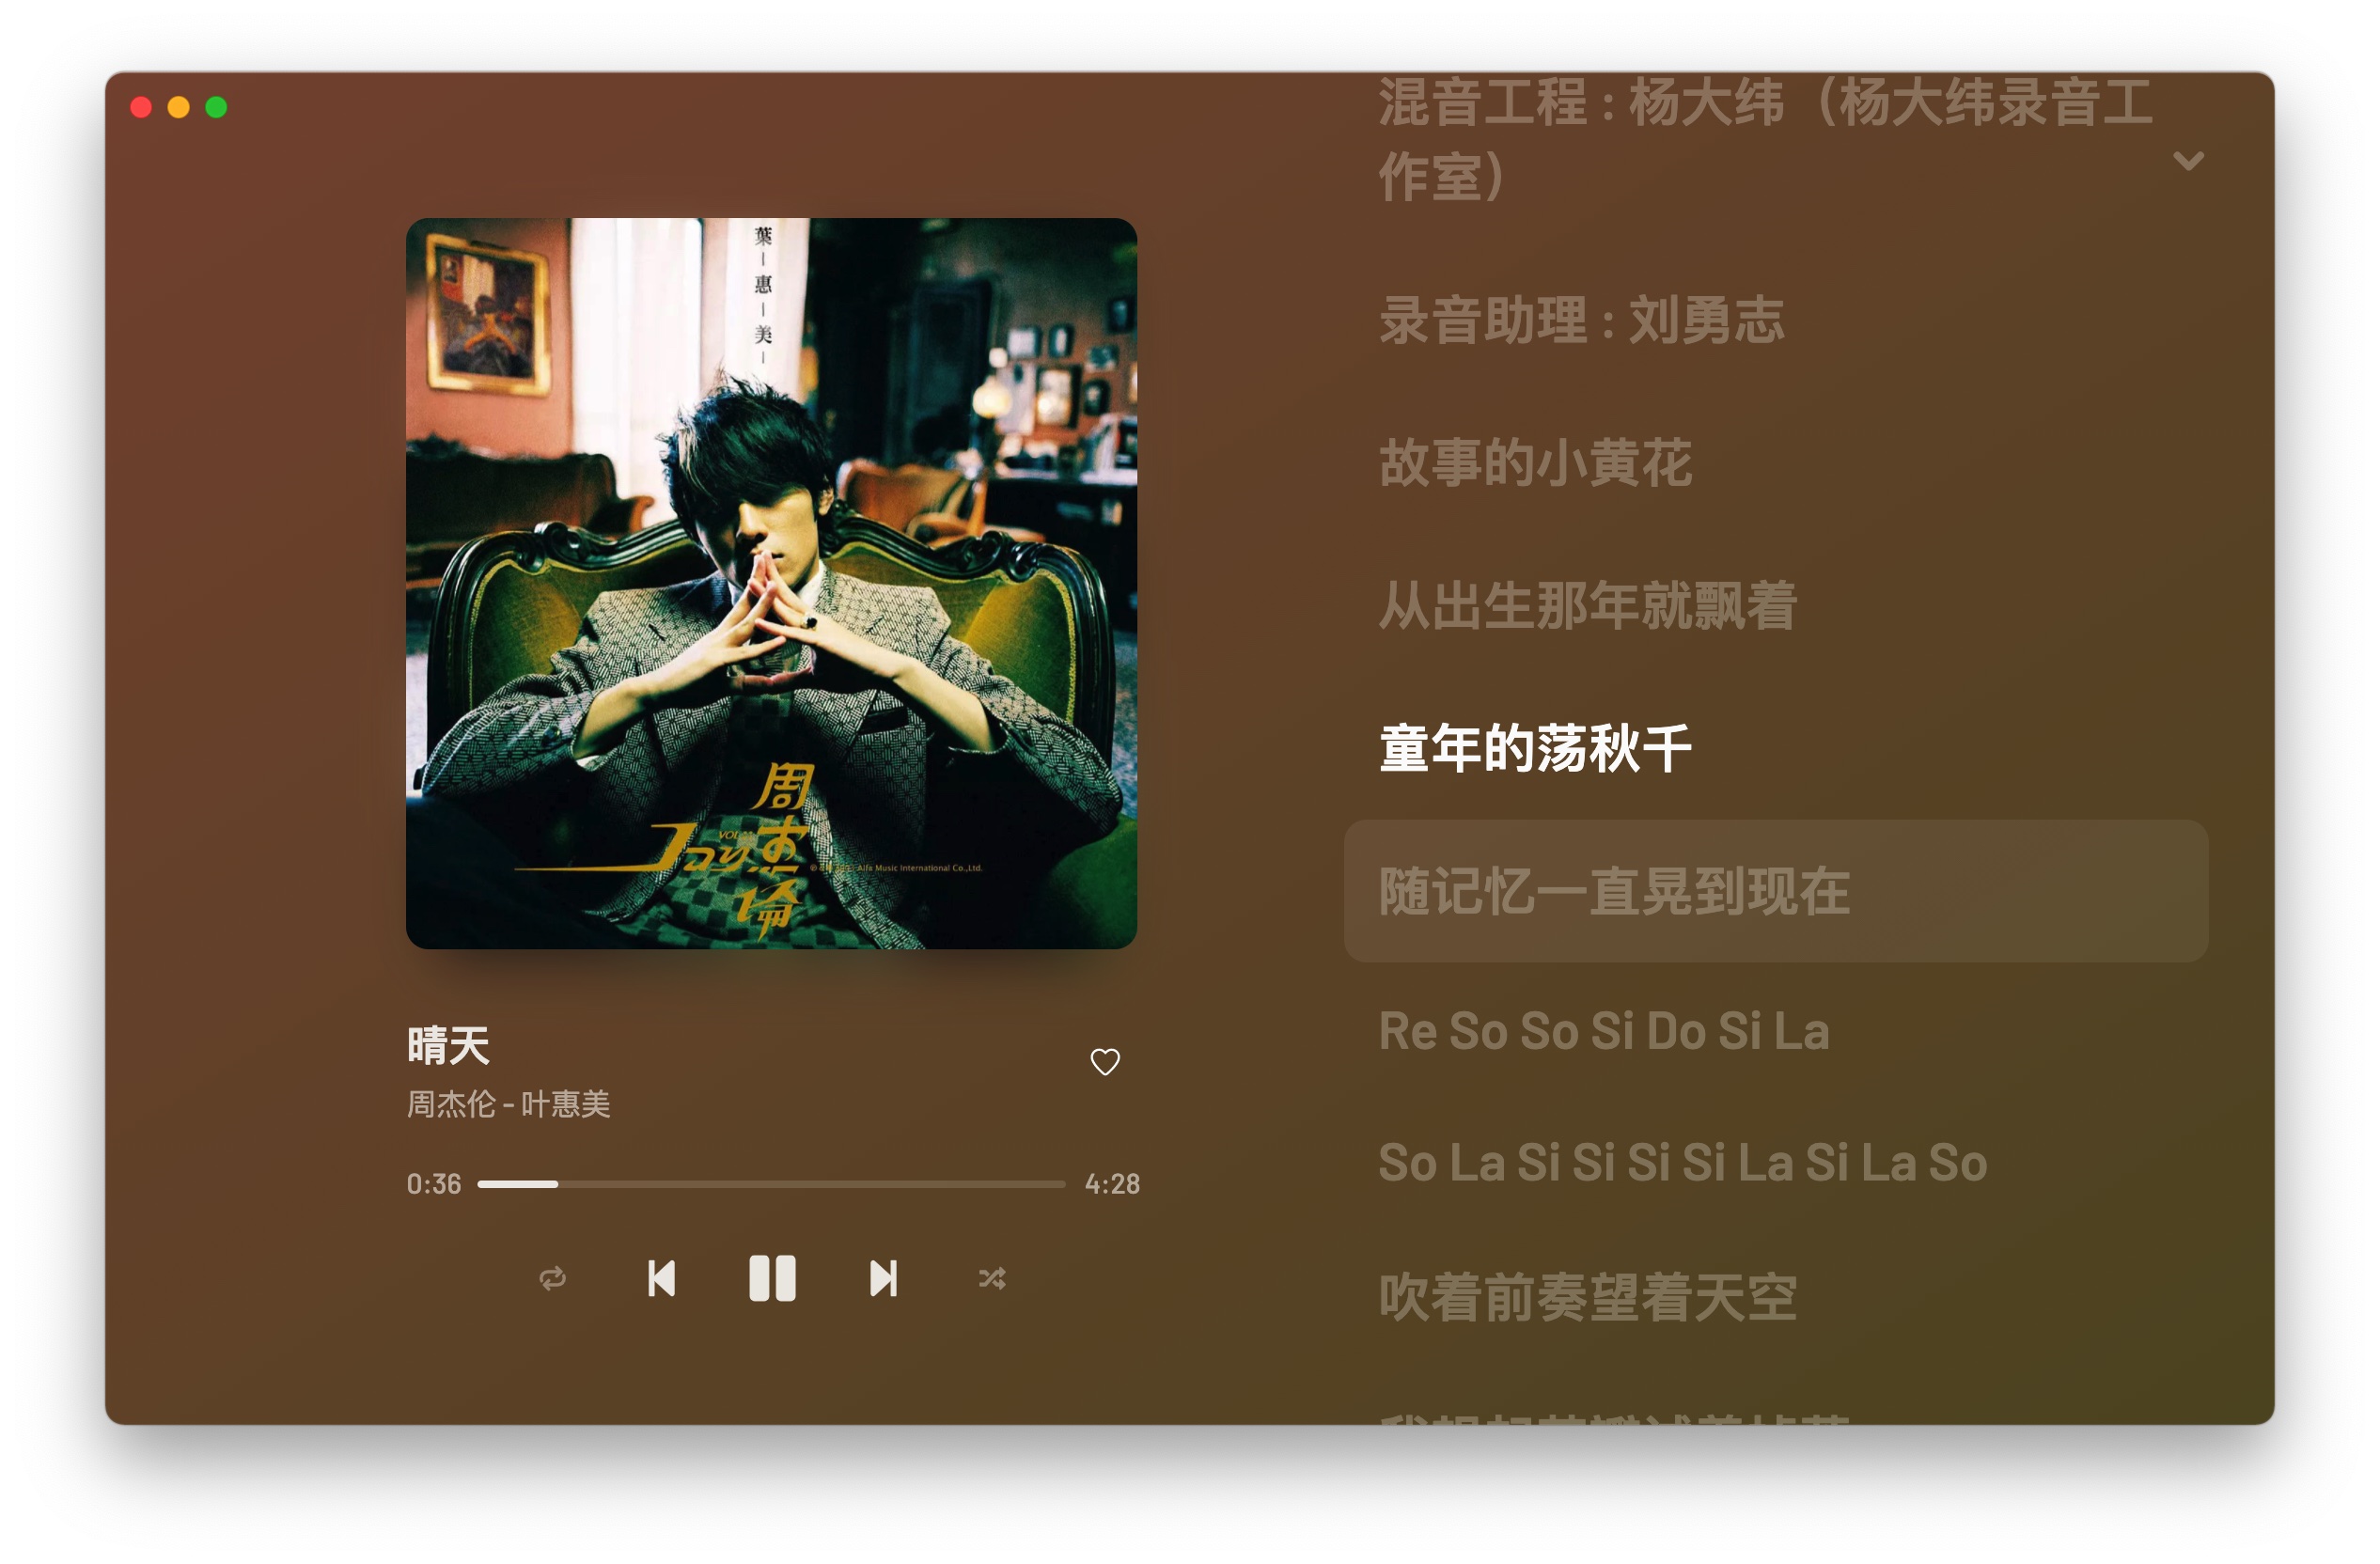 葉
惠
美
周
杰
倫
Jay
Alfa Music International Co.,Ltd.
晴天
周杰伦 - 叶惠美
0:36
4:28
混音工程 : 杨大纬（杨大纬录音工
作室）
录音助理 : 刘勇志
故事的小黄花
从出生那年就飘着
童年的荡秋千
随记忆一直晃到现在
Re So So Si Do Si La
So La Si Si Si Si La Si La So
吹着前奏望着天空